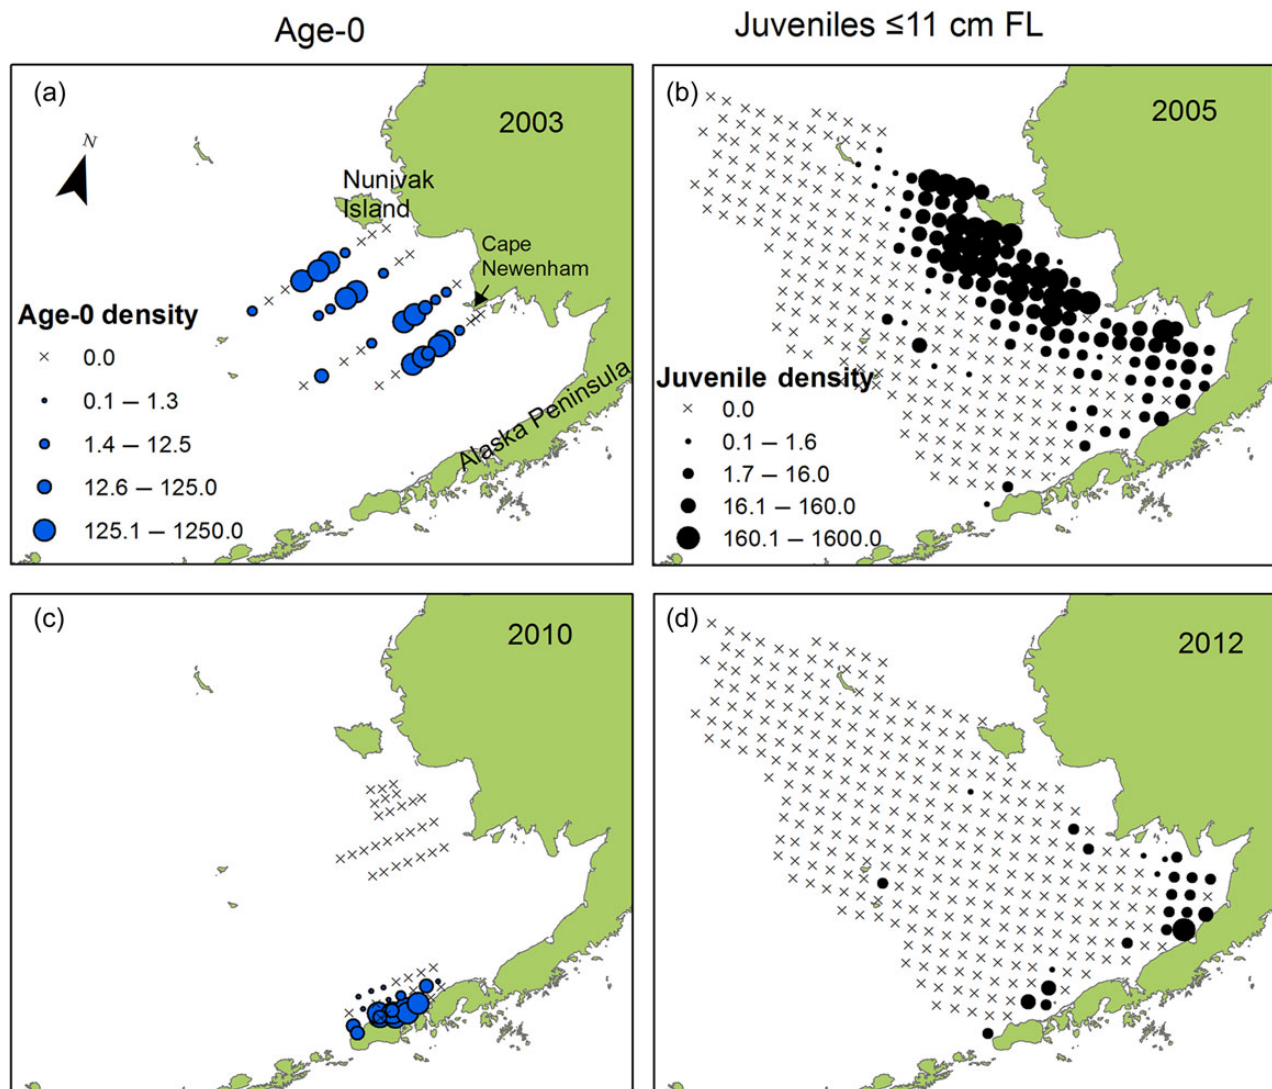 Age-0
Juveniles ≤11 cm FL
(a)
2003
N
Nunivak
Island
Cape
Newenham
Alaska Peninsula
Age-0 density
0.0
0.1 – 1.3
1.4 – 12.5
12.6 – 125.0
125.1 – 1250.0
(b)
2005
Juvenile density
0.0
0.1 – 1.6
1.7 – 16.0
16.1 – 160.0
160.1 – 1600.0
(c)
2010
(d)
2012